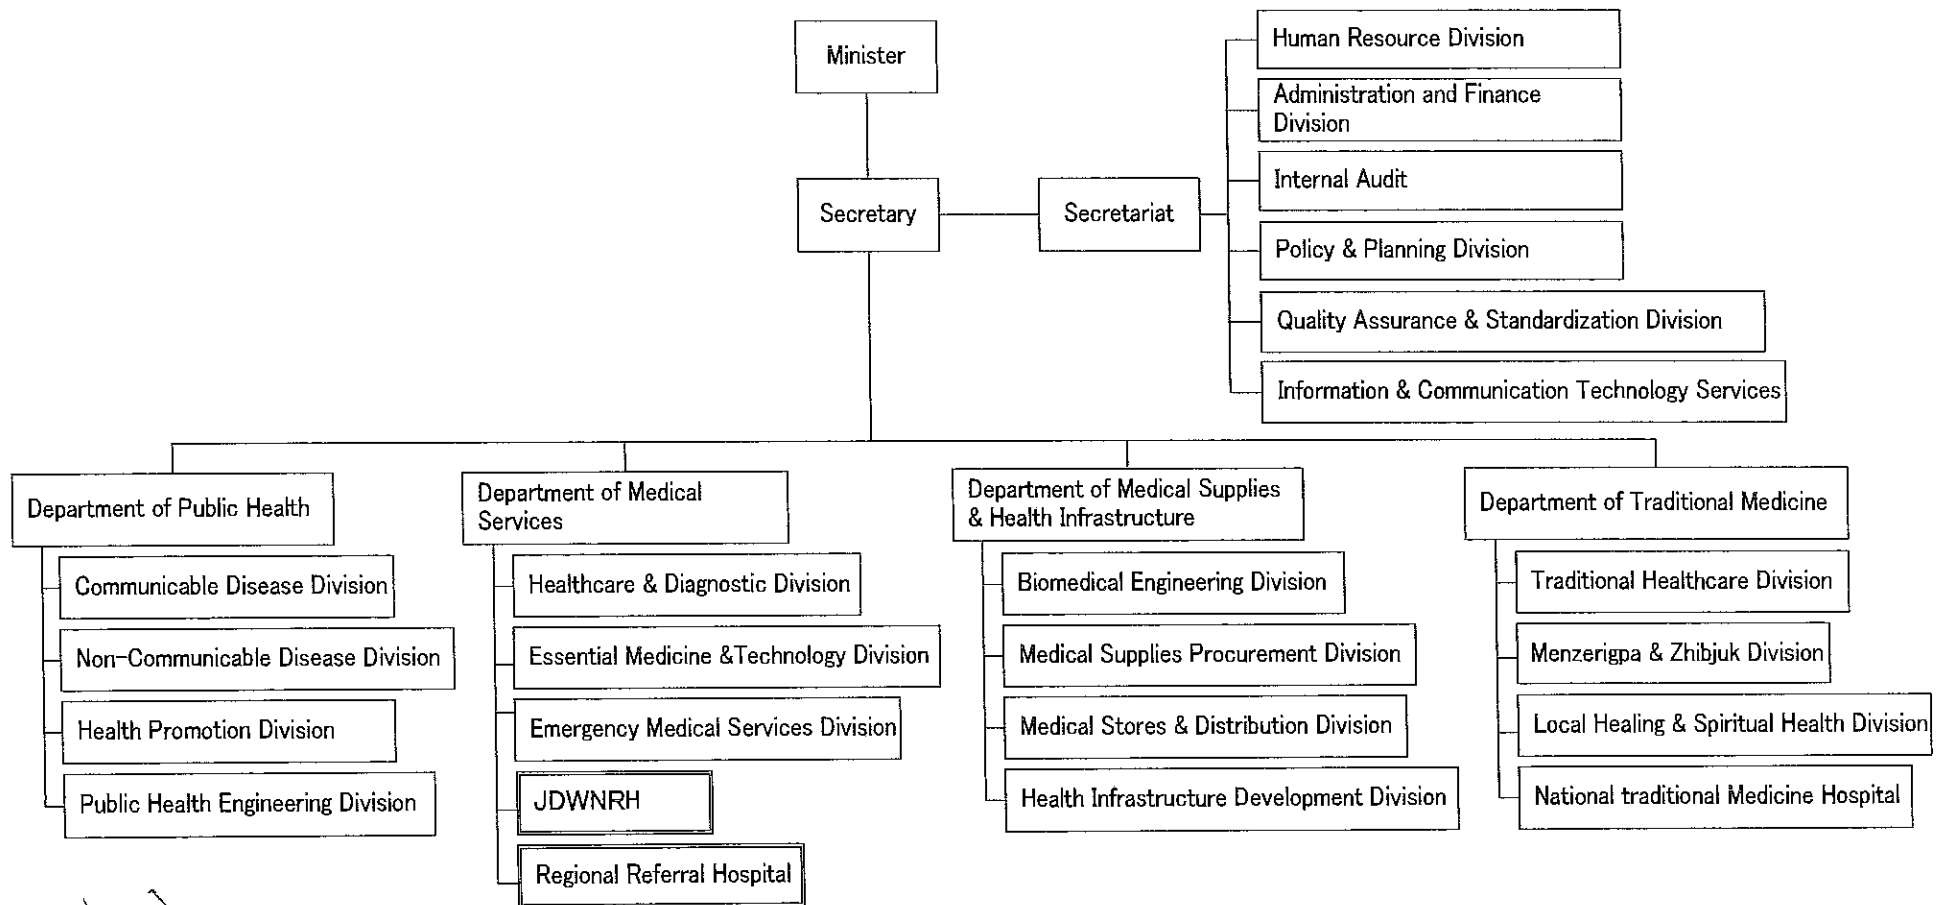 Minister
Secretary
Secretariat
Human Resource Division
Administration and Finance
Division
Internal Audit
Policy & Planning Division
Quality Assurance & Standardization Division
Information & Communication Technology Services
Department of Public Health
Communicable Disease Division
Non-Communicable Disease Division
Health Promotion Division
Public Health Engineering Division
Department of Medical
Services
Healthcare & Diagnostic Division
Essential Medicine &Technology Division
Emergency Medical Services Division
JDWNRH
Regional Referral Hospital
Department of Medical Supplies
& Health Infrastructure
Biomedical Engineering Division
Medical Supplies Procurement Division
Medical Stores & Distribution Division
Health Infrastructure Development Division
Department of Traditional Medicine
Traditional Healthcare Division
Menzerigpa & Zhibjuk Division
Local Healing & Spiritual Health Division
National traditional Medicine Hospital